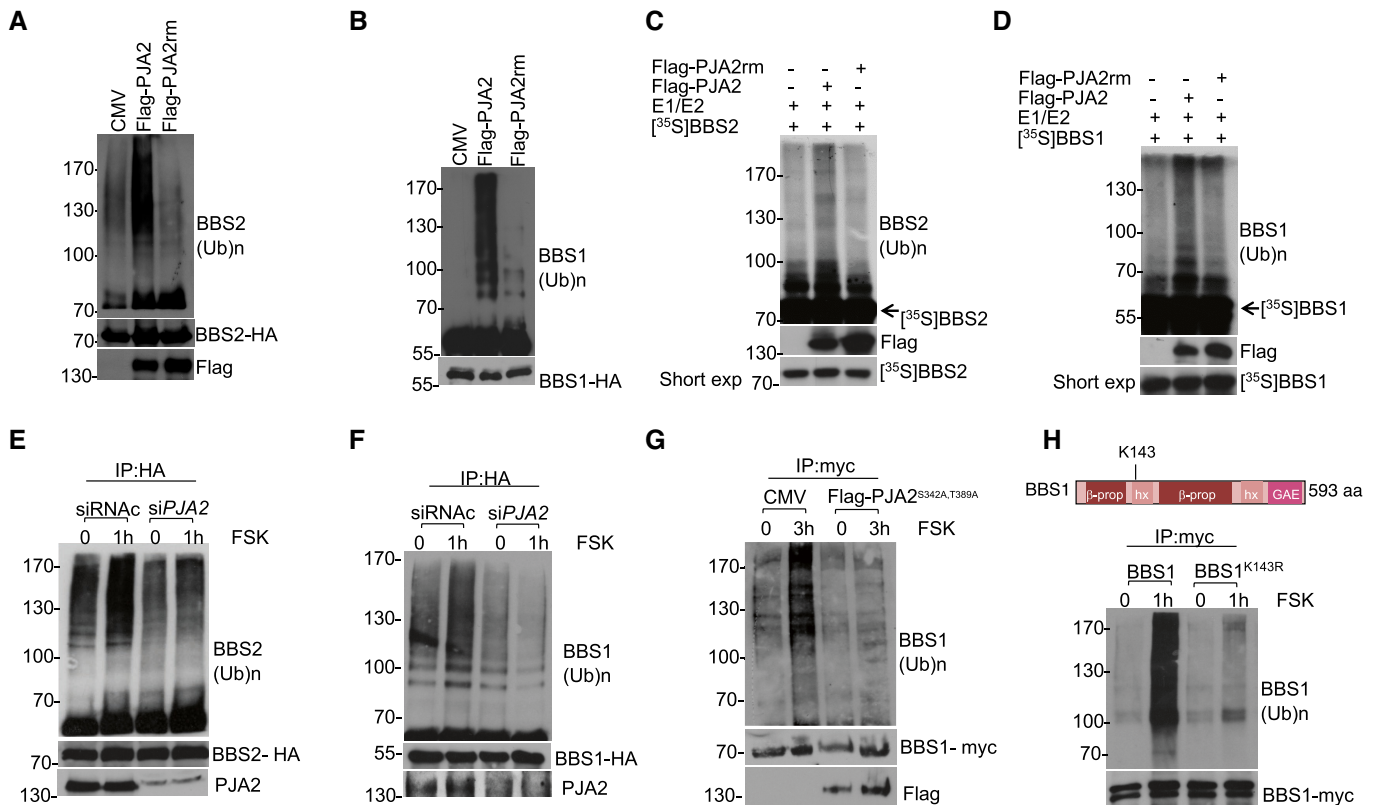 A
CMV
Flag-PJA2
Flag-PJA2rm
170
130
100
70
BBS2
(Ub)n
70
BBS2-HA
130
Flag
B
CMV
Flag-PJA2
Flag-PJA2rm
170
130
100
70
55
BBS1
(Ub)n
55
BBS1-HA
C
Flag-PJA2rm - - +
Flag-PJA2 - + -
E1/E2 + + +
[35S]BBS2 + + +
170
130
100
70
BBS2
(Ub)n
[35S]BBS2
130
Flag
Short exp 70 [35S]BBS2
D
Flag-PJA2rm - - +
Flag-PJA2 - + -
E1/E2 + + +
[35S]BBS1 + + +
130
100
70
55
BBS1
(Ub)n
[35S]BBS1
Flag
Short exp [35S]BBS1
E
IP:HA
siRNAc siPJA2
0 1h 0 1h FSK
170
130
100
70
BBS2
(Ub)n
70
BBS2- HA
130
PJA2
F
IP:HA
siRNAc siPJA2
0 1h 0 1h FSK
170
130
100
70
BBS1
(Ub)n
55
BBS1-HA
130
PJA2
G
IP:myc
CMV Flag-PJA2S342A,T389A
0 3h 0 3h FSK
170
130
100
70
BBS1
(Ub)n
70
BBS1- myc
130
Flag
H
K143
BBS1 β-prop hx β-prop hx GAE 593 aa
IP:myc
BBS1 BBS1K143R
0 1h 0 1h FSK
170
130
100
70
BBS1
(Ub)n
BBS1-myc